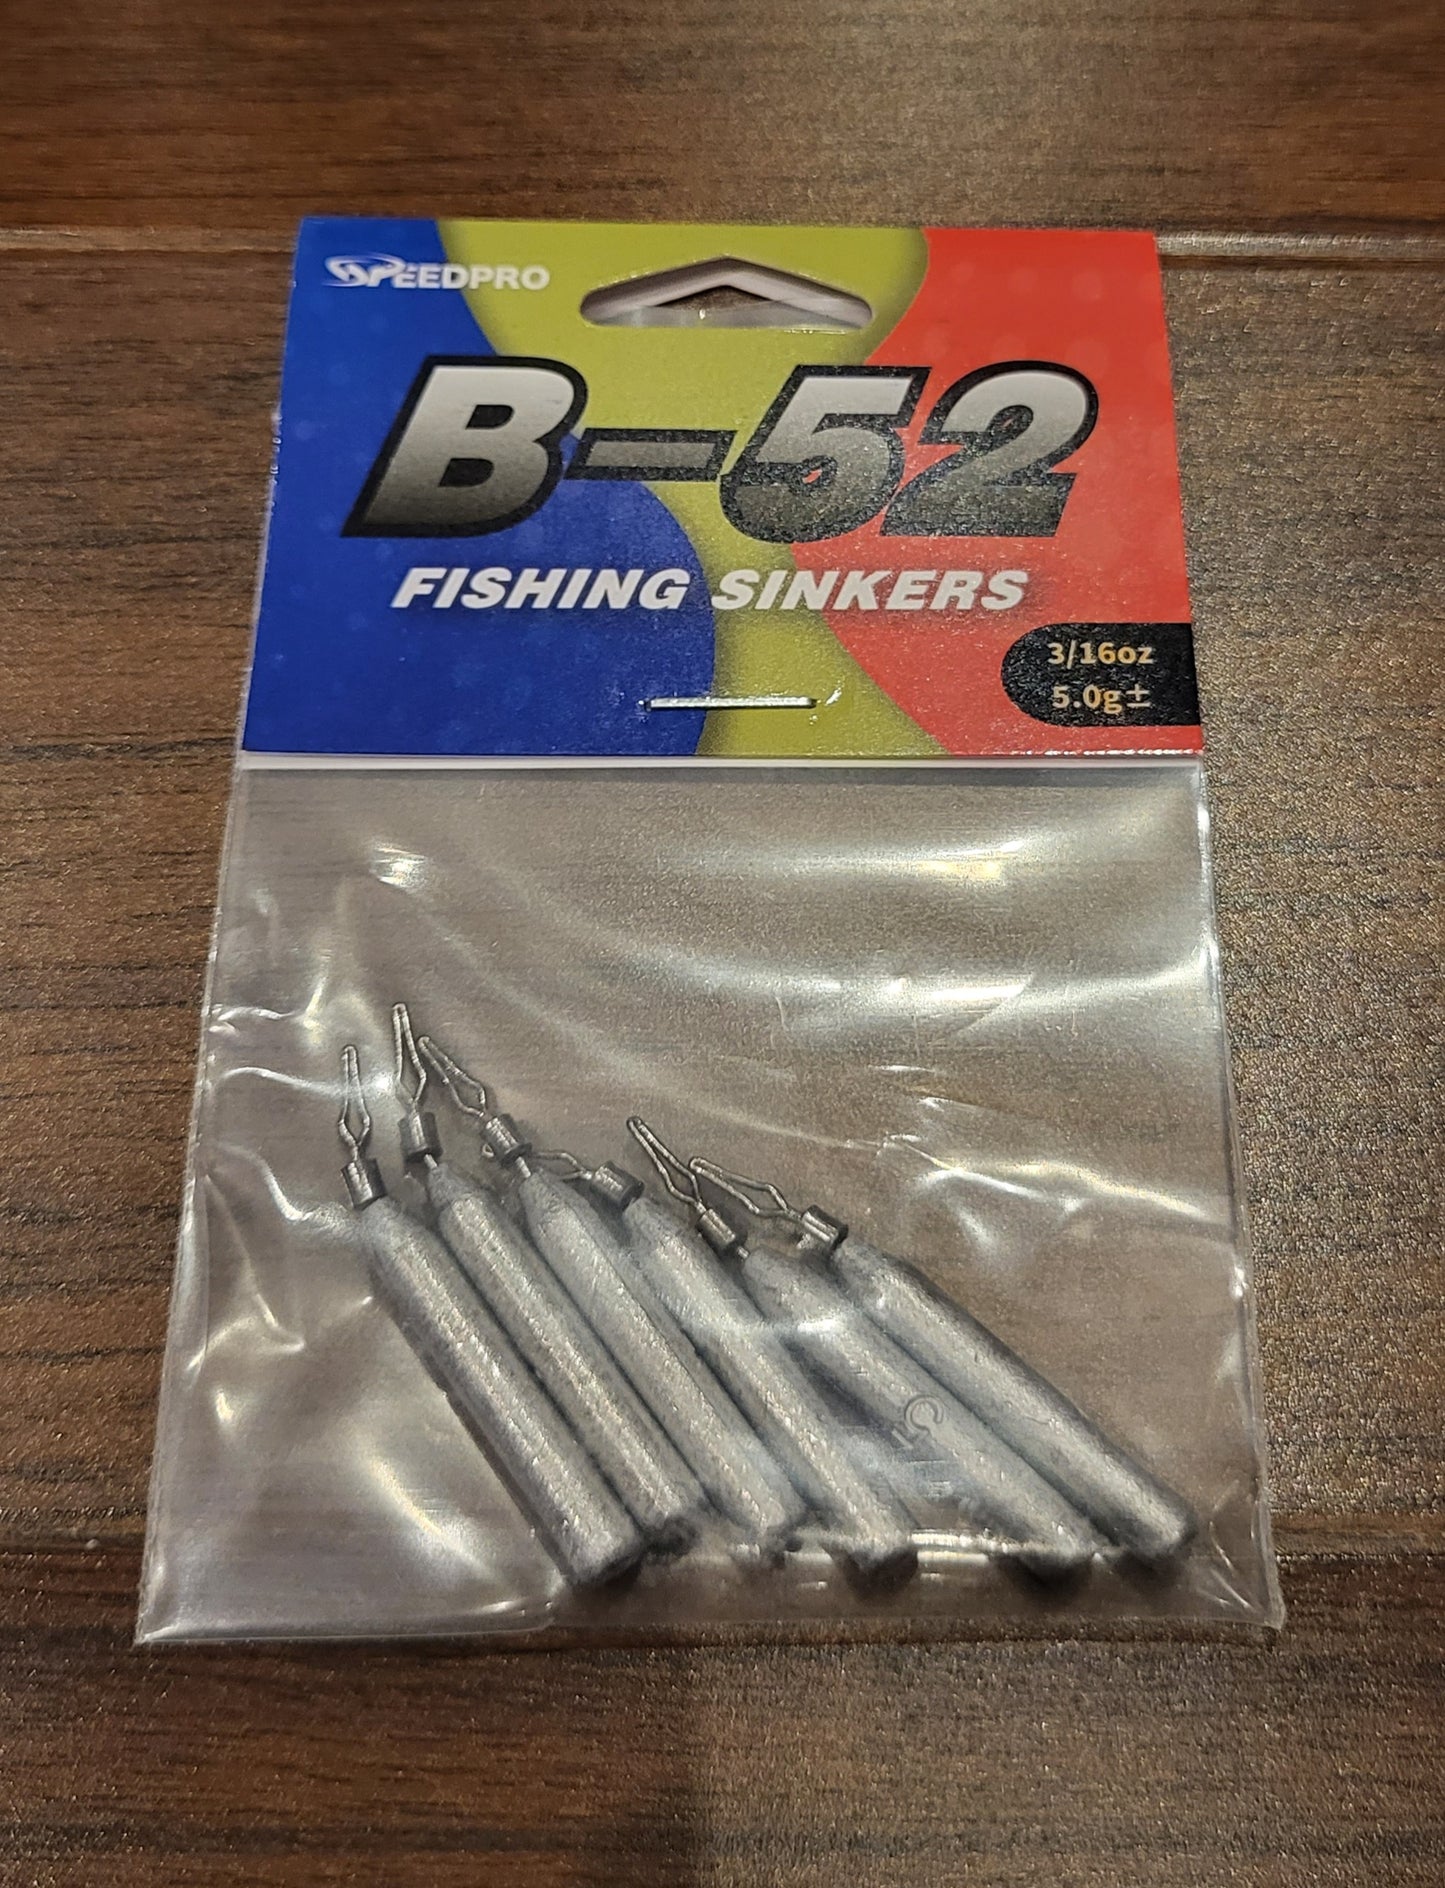 SPEEDPRO
B-52
FISHING SINKERS
3/16oz
5.0g±